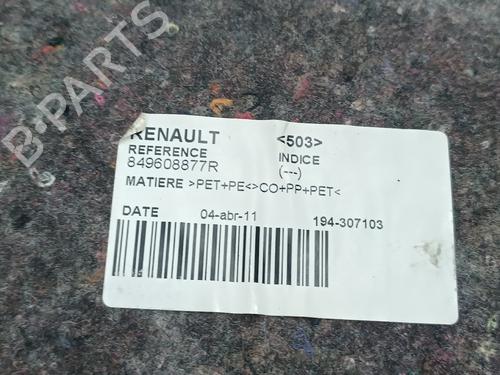 B-PARTS
RENAULT <503>
REFERENCE INDICE
849608877R (---)
MATIERE >PET+PE<>CO+PP+PET<
DATE 04-abr-11 194-307103